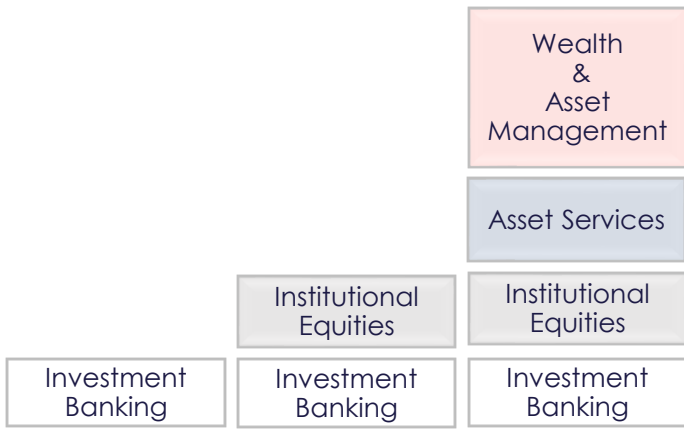 Wealth
&
Asset
Management
Asset Services
Institutional
Equities
Institutional
Equities
Investment
Banking
Investment
Banking
Investment
Banking